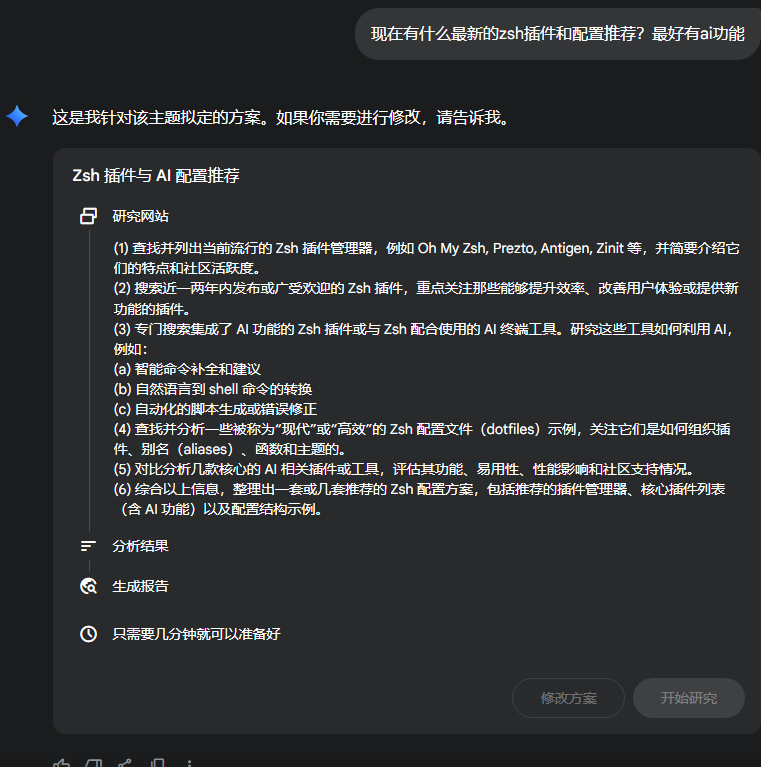 现在有什么最新的zsh插件和配置推荐？最好有ai功能
这是我针对该主题拟定的方案。如果你需要进行修改，请告诉我。
Zsh 插件与 AI 配置推荐
研究网站
(1) 查找并列出当前流行的 Zsh 插件管理器，例如 Oh My Zsh, Prezto, Antigen, Zinit 等，并简要介绍它
们的特点和社区活跃度。
(2) 搜索近一两年内发布或广受欢迎的 Zsh 插件，重点关注那些能够提升效率、改善用户体验或提供新
功能的插件。
(3) 专门搜索集成了 AI 功能的 Zsh 插件或与 Zsh 配合使用的 AI 终端工具。研究这些工具如何利用 AI，
例如：
(a) 智能命令补全和建议
(b) 自然语言到 shell 命令的转换
(c) 自动化的脚本生成或错误修正
(4) 查找并分析一些被称为“现代”或“高效”的 Zsh 配置文件（dotfiles）示例，关注它们是如何组织插
件、别名（aliases）、函数和主题的。
(5) 对比分析几款核心的 AI 相关插件或工具，评估其功能、易用性、性能影响和社区支持情况。
(6) 综合以上信息，整理出一套或几套推荐的 Zsh 配置方案，包括推荐的插件管理器、核心插件列表
（含 AI 功能）以及配置结构示例。
分析结果
生成报告
只需要几分钟就可以准备好
修改方案
开始研究